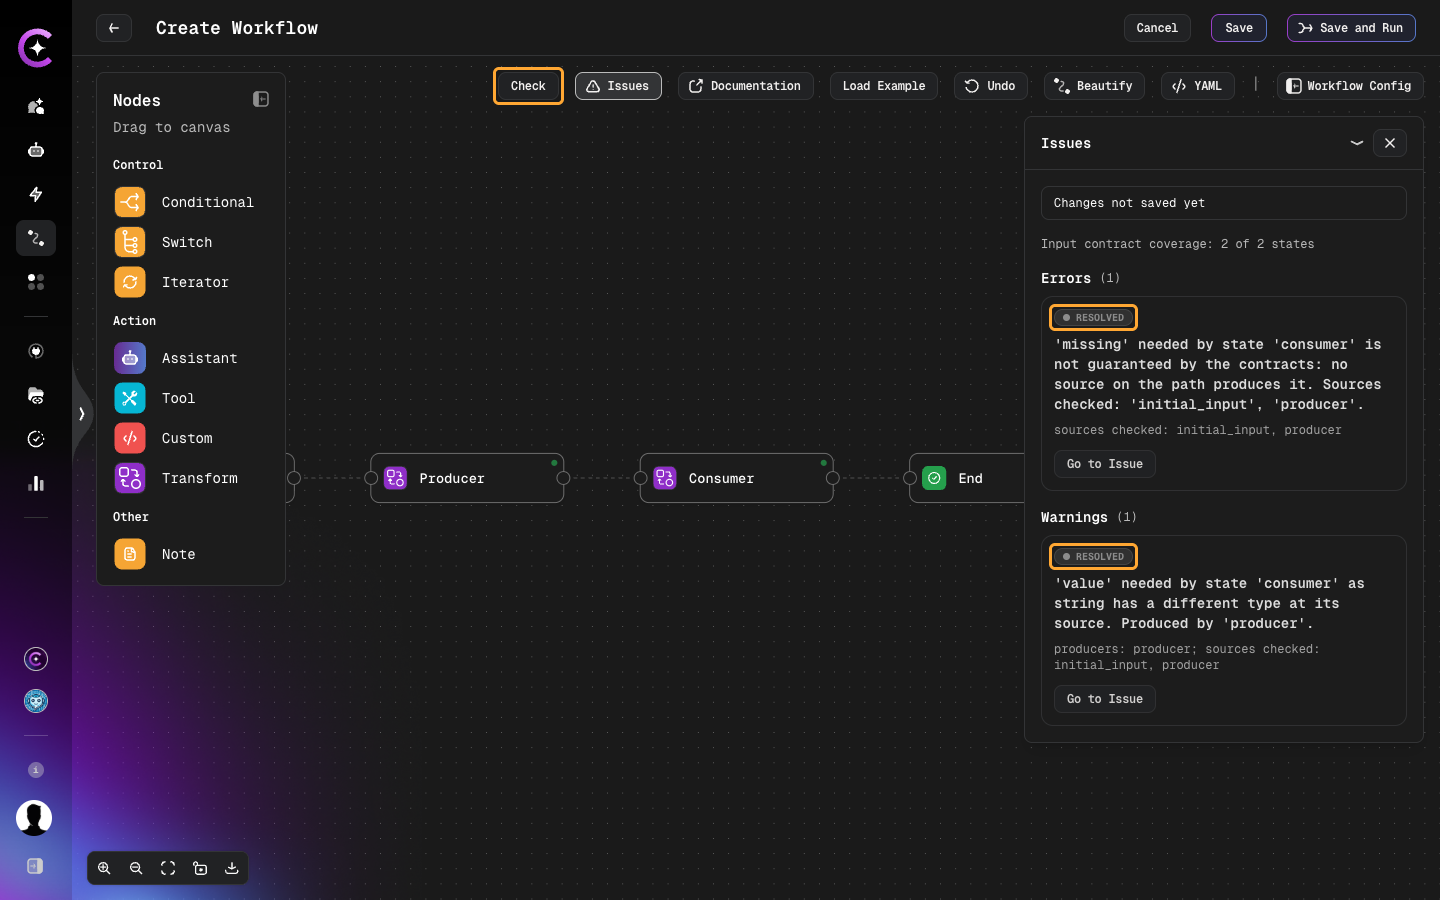 Create Workflow
Cancel
Save
Save and Run
Check
Issues
Documentation
Load Example
Undo
Beautify
YAML
Workflow Config
Nodes
Drag to canvas
Control
Conditional
Switch
Iterator
Action
Assistant
Tool
Custom
Transform
Other
Note
Producer
Consumer
End
Issues
Changes not saved yet
Input contract coverage: 2 of 2 states
Errors (1)
RESOLVED
'missing' needed by state 'consumer' is
not guaranteed by the contracts: no
source on the path produces it. Sources
checked: 'initial_input', 'producer'.
sources checked: initial_input, producer
Go to Issue
Warnings (1)
RESOLVED
'value' needed by state 'consumer' as
string has a different type at its
source. Produced by 'producer'.
producers: producer; sources checked:
initial_input, producer
Go to Issue